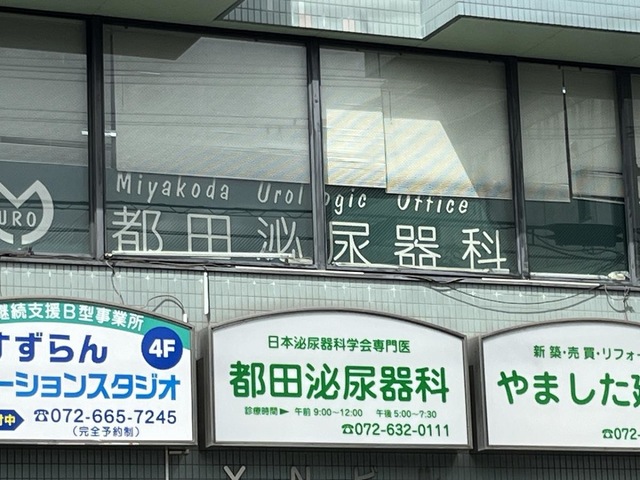 URO
Miyakoda Urologic Office
都田泌尿器科
継続支援B型事業所
すずらん
4F
ーションスタジオ
☎072-665-7245
(完全予約制)
日本泌尿器科学会専門医
都田泌尿器科
診療時間▶ 午前 9:00～12:00 午後 5:00～7:30
☎072-632-0111
新築・売買・リフォ
やました
☎072-